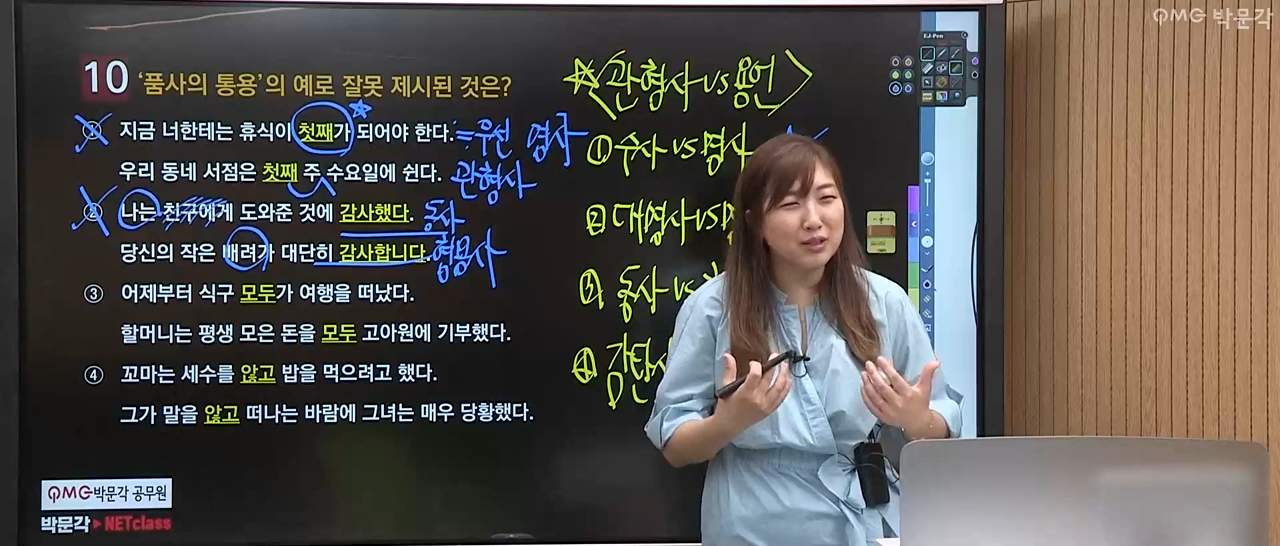 QMG 박문각
EJ-Pen
10 '품사의 통용'의 예로 잘못 제시된 것은?
① 지금 너한테는 휴식이 첫째가 되어야 한다. = 우선 명사
우리 동네 서점은 첫째 주 수요일에 쉰다. 관형사
② 나는 친구에게 도와준 것에 감사했다. 동사
당신의 작은 배려가 대단히 감사합니다. 형용사
③ 어제부터 식구 모두가 여행을 떠났다.
할머니는 평생 모은 돈을 모두 고아원에 기부했다.
④ 꼬마는 세수를 않고 밥을 먹으려고 했다.
그가 말을 않고 떠나는 바람에 그녀는 매우 당황했다.
☆<관형사 VS 용언>
① 수사 VS 명사
② 대명사 VS
③ 동사 VS
④ 감탄사
QMG박문각 공무원
박문각▶NETclass